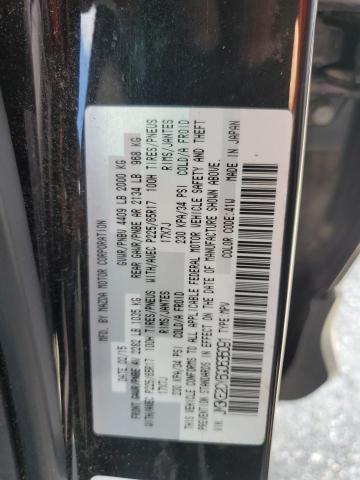 MFD. BY MAZDA MOTOR CORPORATION
DATE: 02/15 GVWR/PNBV 4409 LB 2000 KG
FRONT GAWR/PNBE AV 2282 LB 1035 KG REAR GAWR/PNBE AR 2134 LB 968 KG
WITH/AVEC P225/65R17 100H TIRES/PNEUS WITH/AVEC P225/65R17 100H TIRES/PNEUS
17X7J RIMS/JANTES 17X7J RIMS/JANTES
230 KPA/34 PSI COLD/A FROID 230 KPA/34 PSI COLD/A FROID
THIS VEHICLE CONFORMS TO ALL APPLICABLE FEDERAL MOTOR VEHICLE SAFETY AND THEFT
PREVENTION STANDARDS IN EFFECT ON THE DATE OF MANUFACTURE SHOWN ABOVE.
COLOR CODE: 41W MADE IN JAPAN
TYPE: MPV
VIN: